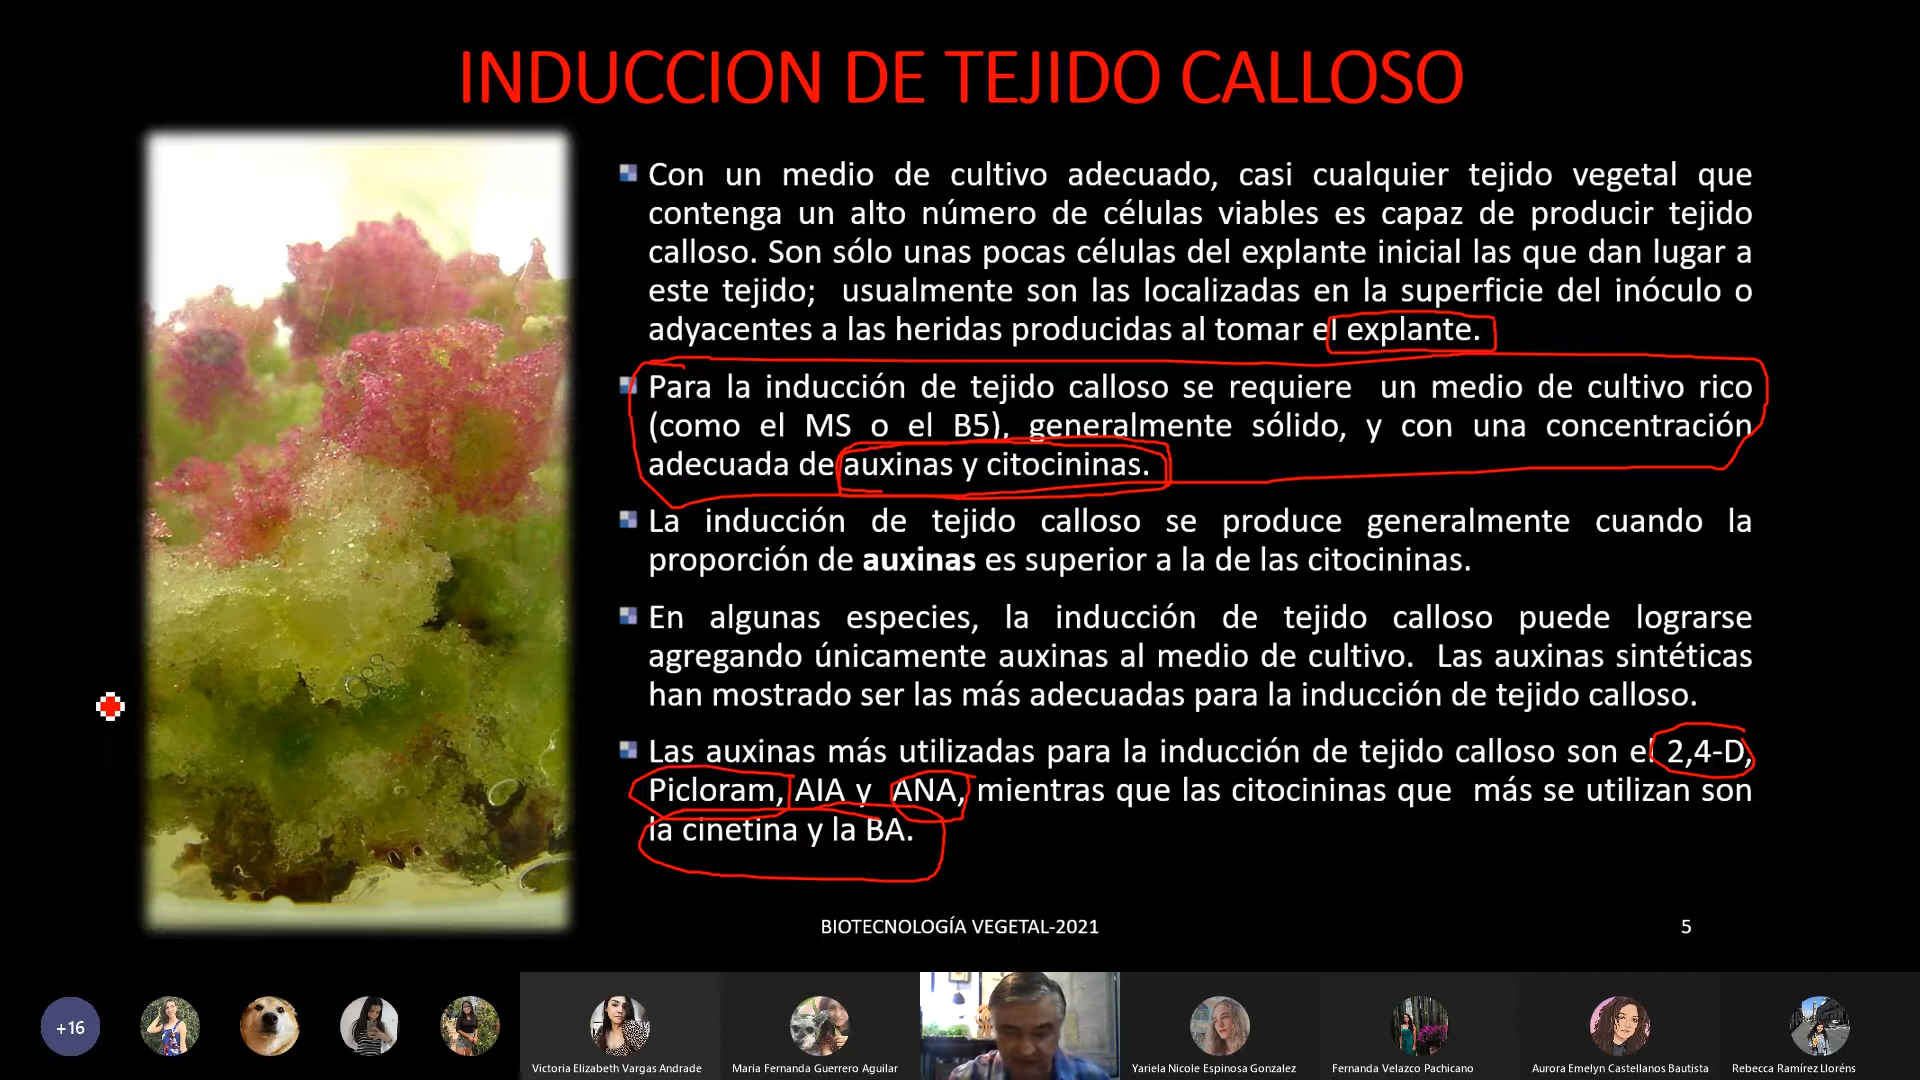 INDUCCION DE TEJIDO CALLOSO
Con un medio de cultivo adecuado, casi cualquier tejido vegetal que
contenga un alto número de células viables es capaz de producir tejido
calloso. Son sólo unas pocas células del explante inicial las que dan lugar a
este tejido; usualmente son las localizadas en la superficie del inóculo o
adyacentes a las heridas producidas al tomar el explante.
Para la inducción de tejido calloso se requiere un medio de cultivo rico
(como el MS o el B5), generalmente sólido, y con una concentración
adecuada de auxinas y citocininas.
La inducción de tejido calloso se produce generalmente cuando la
proporción de auxinas es superior a la de las citocininas.
En algunas especies, la inducción de tejido calloso puede lograrse
agregando únicamente auxinas al medio de cultivo. Las auxinas sintéticas
han mostrado ser las más adecuadas para la inducción de tejido calloso.
Las auxinas más utilizadas para la inducción de tejido calloso son el 2,4-D,
Picloram, AIA y ANA, mientras que las citocininas que más se utilizan son
la cinetina y la BA.
BIOTECNOLOGÍA VEGETAL-2021
5
+16
Victoria Elizabeth Vargas Andrade
Maria Fernanda Guerrero Aguilar
Yariela Nicole Espinosa Gonzalez
Fernanda Velazco Pachicano
Aurora Emelyn Castellanos Bautista
Rebecca Ramírez Lloréns